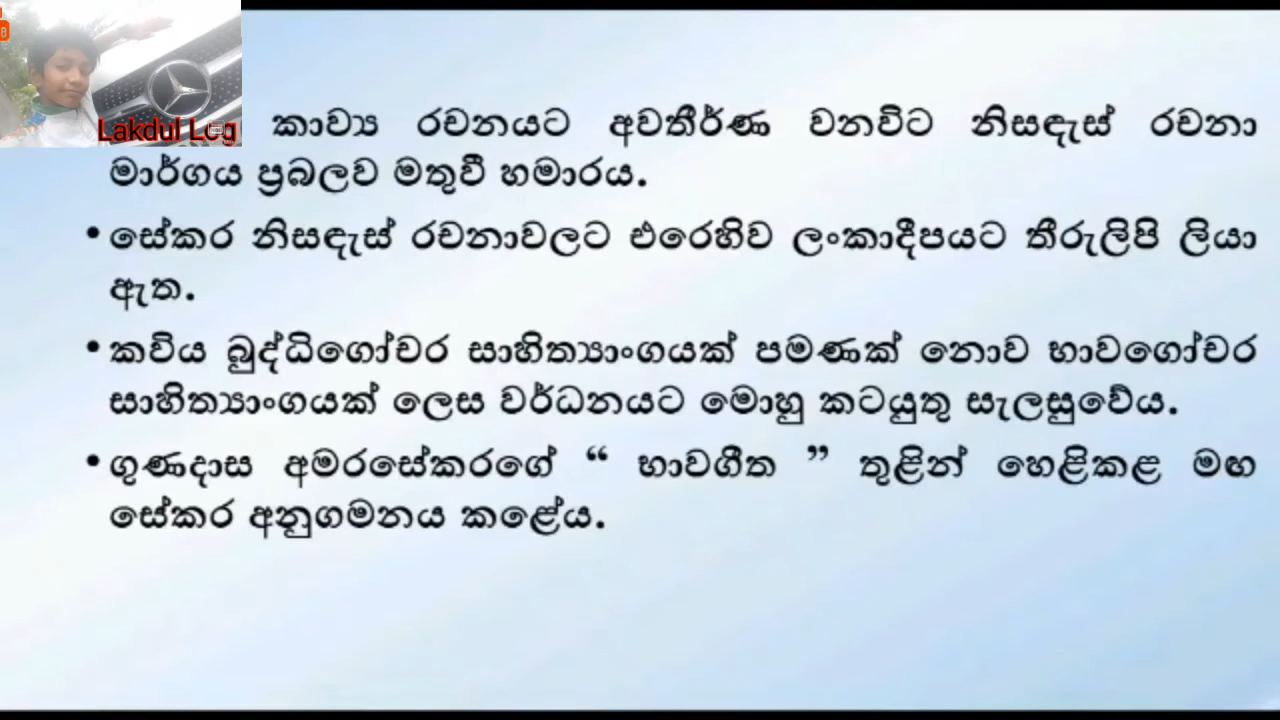 Lakdul Log
කාව්‍ය රචනයට අවතීර්ණ වනවිට නිසඳැස් රචනා
මාර්ගය ප්‍රබලව මතුවී හමාරය.
•සේකර නිසඳැස් රචනාවලට එරෙහිව ලංකාදීපයට තීරුලිපි ලියා
ඇත.
•කවිය බුද්ධිගෝචර සාහිත්‍යාංගයක් පමණක් නොව භාවගෝචර
සාහිත්‍යාංගයක් ලෙස වර්ධනයට මොහු කටයුතු සැලසුවේය.
•ගුණදාස අමරසේකරගේ “ භාවගීත ” තුළින් හෙළිකළ මඟ
සේකර අනුගමනය කළේය.